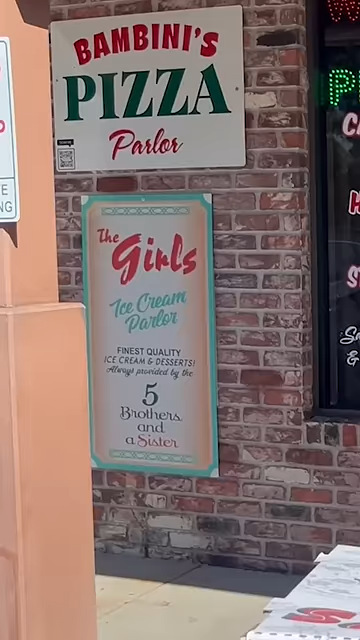 BAMBINI'S
PIZZA
Parlor
The
Girls
Ice Cream
Parlor
FINEST QUALITY
ICE CREAM & DESSERTS!
Always provided by the
5
Brothers
and
a Sister